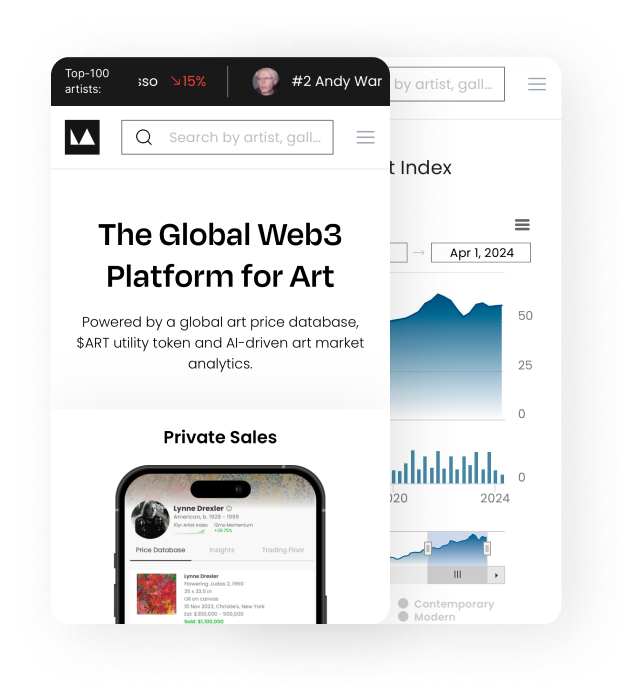 Top-100
artists:
sso
15%
#2 Andy War
Search by artist, gall...
The Global Web3
Platform for Art
Powered by a global art price database,
$ART utility token and AI-driven art market
analytics.
Private Sales
Lynne Drexler
American, b. 1928 - 1999
10yr Artist Index
12mo Momentum
+26.75%
Price Database
Insights
Trading Floor
Lynne Drexler
Flowering Judas 2, 1960
35 x 33.5 in
Oil on canvas
10 Nov 2023, Christie's, New York
Est: $300,000 - 500,000
Sold: $1,100,000
by artist, gall...
t Index
→
Apr 1, 2024
50
25
0
0
020
2024
Contemporary
Modern